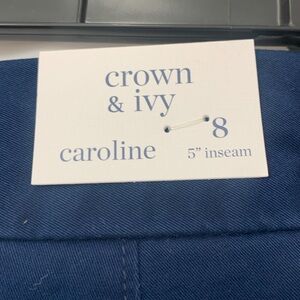 crown
& ivy
8
caroline
5" inseam